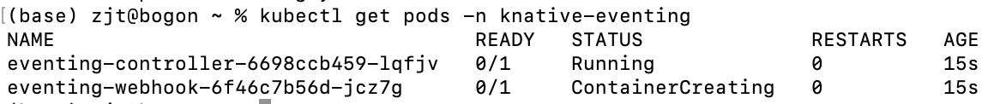 (base) zjt@bogon ~ % kubectl get pods -n knative-eventing
NAME READY STATUS RESTARTS AGE
eventing-controller-6698ccb459-lqfjv 0/1 Running 0 15s
eventing-webhook-6f46c7b56d-jcz7g 0/1 ContainerCreating 0 15s